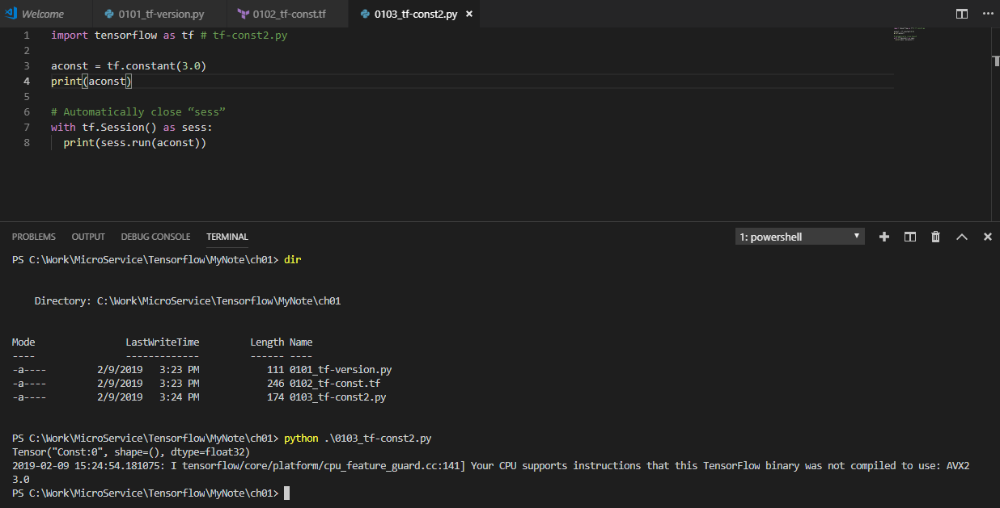 Welcome 0101_tf-version.py 0102_tf-const.tf 0103_tf-const2.py ×
1 import tensorflow as tf # tf-const2.py
2
3 aconst = tf.constant(3.0)
4 print(aconst)
5
6 # Automatically close “sess”
7 with tf.Session() as sess:
8 print(sess.run(aconst))
PROBLEMS OUTPUT DEBUG CONSOLE TERMINAL 1: powershell
PS C:\Work\MicroService\Tensorflow\MyNote\ch01> dir
Directory: C:\Work\MicroService\Tensorflow\MyNote\ch01
Mode LastWriteTime Length Name
---- ------------- ------ ----
-a---- 2/9/2019 3:23 PM 111 0101_tf-version.py
-a---- 2/9/2019 3:23 PM 246 0102_tf-const.tf
-a---- 2/9/2019 3:24 PM 174 0103_tf-const2.py
PS C:\Work\MicroService\Tensorflow\MyNote\ch01> python .\0103_tf-const2.py
Tensor("Const:0", shape=(), dtype=float32)
2019-02-09 15:24:54.181075: I tensorflow/core/platform/cpu_feature_guard.cc:141] Your CPU supports instructions that this TensorFlow binary was not compiled to use: AVX2
3.0
PS C:\Work\MicroService\Tensorflow\MyNote\ch01>